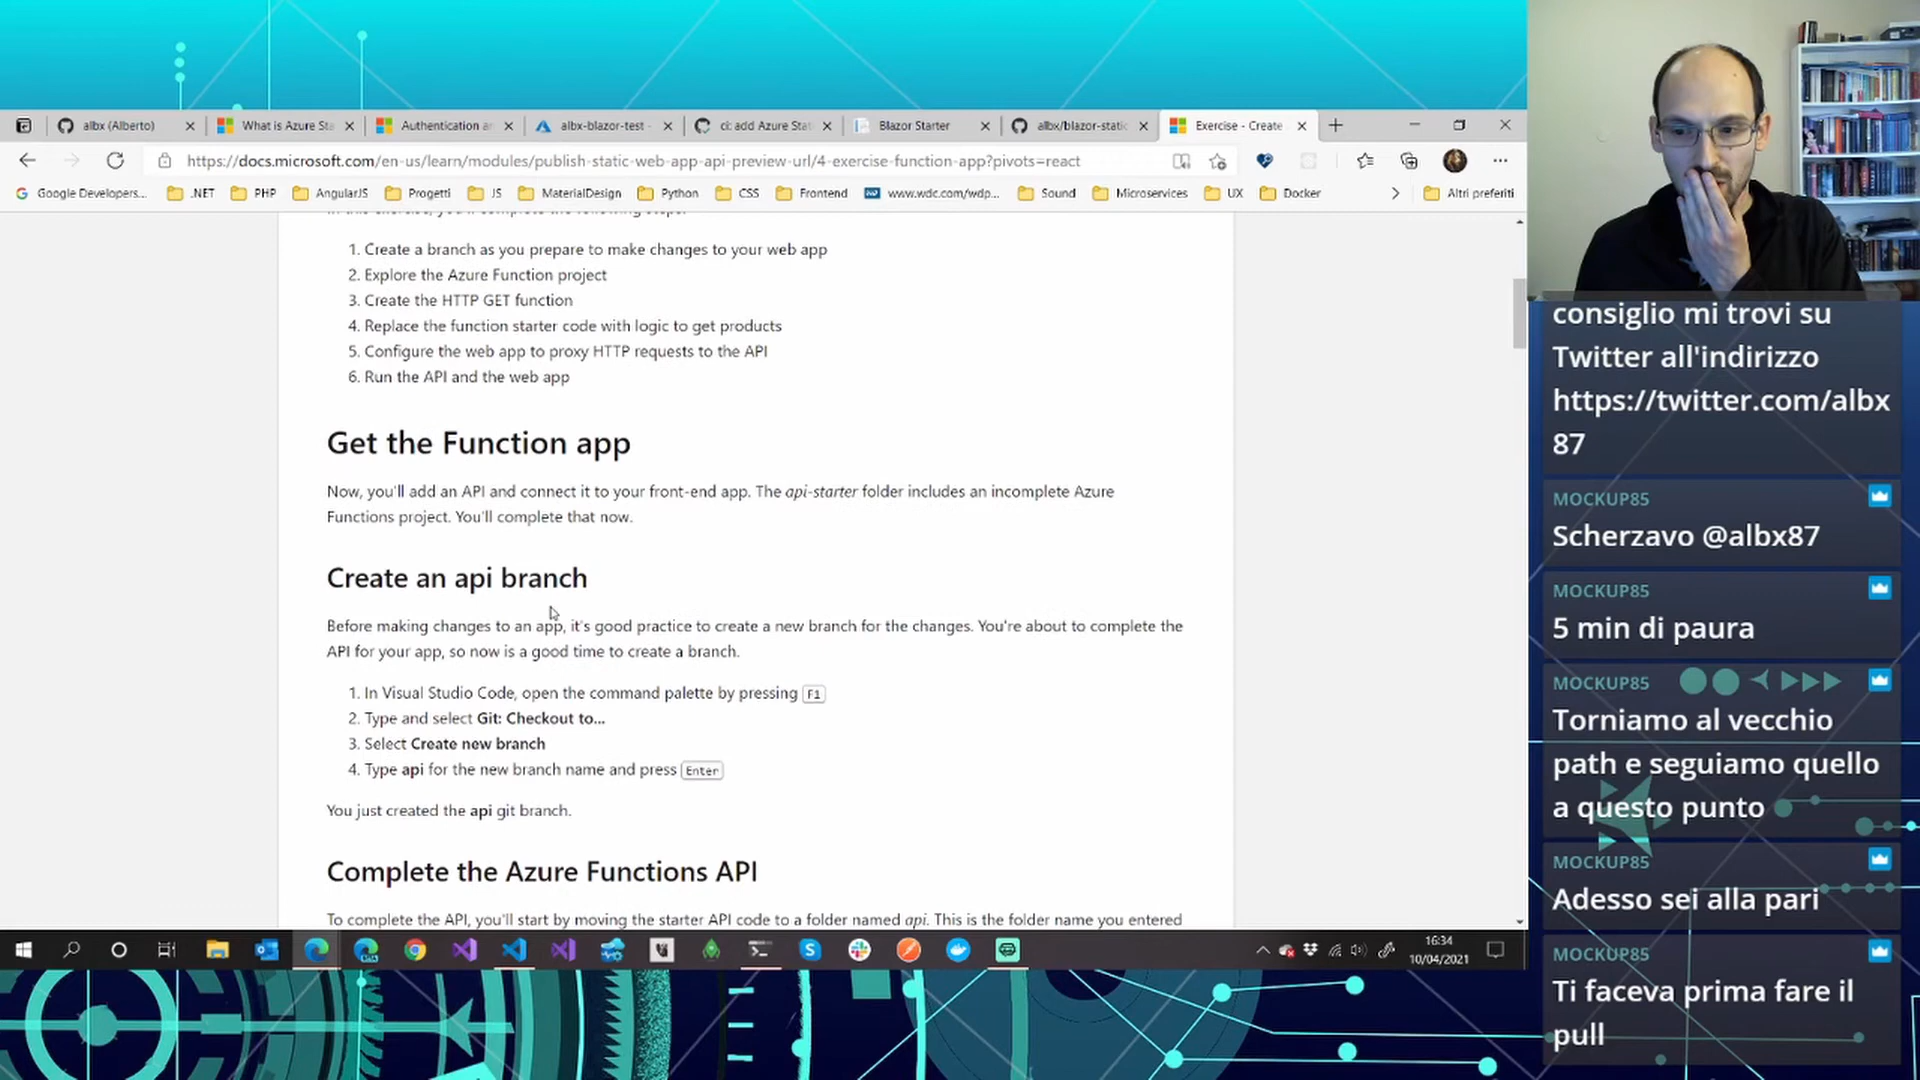 albx (Alberto)
What is Azure Sta
Authentication a
albx-blazor-test -
ci: add Azure Stat
Blazor Starter
albx/blazor-static
Exercise - Create
https://docs.microsoft.com/en-us/learn/modules/publish-static-web-app-api-preview-url/4-exercise-function-app?pivots=react
Google Developers...
.NET
PHP
AngularJS
Progetti
JS
MaterialDesign
Python
CSS
Frontend
www.wdc.com/wdp...
Sound
Microservices
UX
Docker
Altri preferiti
In this exercise, you'll complete the following steps:
1. Create a branch as you prepare to make changes to your web app
2. Explore the Azure Function project
3. Create the HTTP GET function
4. Replace the function starter code with logic to get products
5. Configure the web app to proxy HTTP requests to the API
6. Run the API and the web app
Get the Function app
Now, you'll add an API and connect it to your front-end app. The api-starter folder includes an incomplete Azure
Functions project. You'll complete that now.
Create an api branch
Before making changes to an app, it's good practice to create a new branch for the changes. You're about to complete the
API for your app, so now is a good time to create a branch.
1. In Visual Studio Code, open the command palette by pressing F1
2. Type and select Git: Checkout to...
3. Select Create new branch
4. Type api for the new branch name and press Enter
You just created the api git branch.
Complete the Azure Functions API
To complete the API, you'll start by moving the starter API code to a folder named api. This is the folder name you entered
16:34
10/04/2021
consiglio mi trovi su
Twitter all'indirizzo
https://twitter.com/albx
87
MOCKUP85
Scherzavo @albx87
MOCKUP85
5 min di paura
MOCKUP85
Torniamo al vecchio
path e seguiamo quello
a questo punto
MOCKUP85
Adesso sei alla pari
MOCKUP85
Ti faceva prima fare il
pull